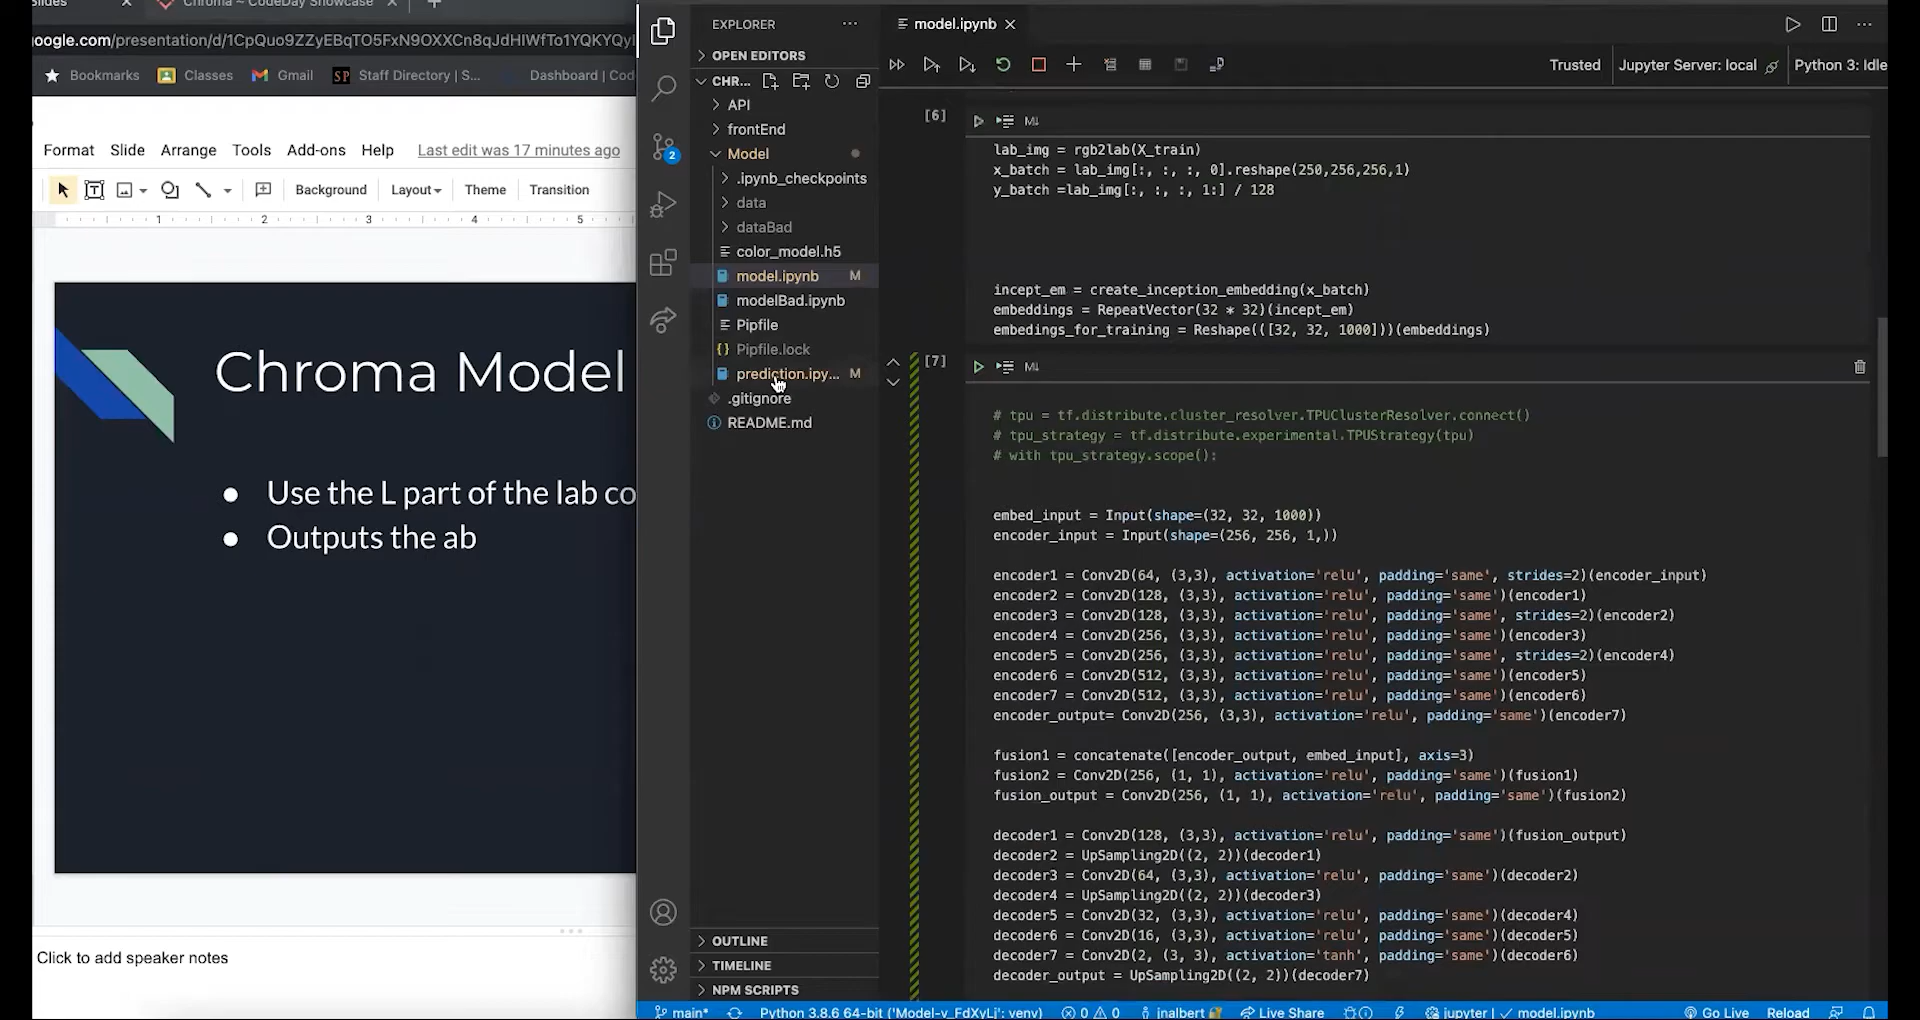 Slides
Chroma ~ CodeDay Showcase
google.com/presentation/d/1CpQuo9ZZyEBqTO5FxN9OXXCn8qJdHIWfTo1YQKYQyI
Bookmarks Classes Gmail Staff Directory | S... Dashboard | Cod
Format Slide Arrange Tools Add-ons Help Last edit was 17 minutes ago
Background Layout Theme Transition
1 2 3 4 5
Chroma Model
● Use the L part of the lab co
● Outputs the ab
Click to add speaker notes
EXPLORER
OPEN EDITORS
CHR...
API
frontEnd
Model
.ipynb_checkpoints
data
dataBad
color_model.h5
model.ipynb M
modelBad.ipynb
Pipfile
{} Pipfile.lock
prediction.ipy... M
.gitignore
README.md
OUTLINE
TIMELINE
NPM SCRIPTS
2
model.ipynb
Trusted Jupyter Server: local Python 3: Idle
[6]
M↓
lab_img = rgb2lab(X_train)
x_batch = lab_img[:, :, :, 0].reshape(250,256,256,1)
y_batch =lab_img[:, :, :, 1:] / 128
incept_em = create_inception_embedding(x_batch)
embeddings = RepeatVector(32 * 32)(incept_em)
embedings_for_training = Reshape(([32, 32, 1000]))(embeddings)
[7]
M↓
# tpu = tf.distribute.cluster_resolver.TPUClusterResolver.connect()
# tpu_strategy = tf.distribute.experimental.TPUStrategy(tpu)
# with tpu_strategy.scope():
embed_input = Input(shape=(32, 32, 1000))
encoder_input = Input(shape=(256, 256, 1,))
encoder1 = Conv2D(64, (3,3), activation='relu', padding='same', strides=2)(encoder_input)
encoder2 = Conv2D(128, (3,3), activation='relu', padding='same')(encoder1)
encoder3 = Conv2D(128, (3,3), activation='relu', padding='same', strides=2)(encoder2)
encoder4 = Conv2D(256, (3,3), activation='relu', padding='same')(encoder3)
encoder5 = Conv2D(256, (3,3), activation='relu', padding='same', strides=2)(encoder4)
encoder6 = Conv2D(512, (3,3), activation='relu', padding='same')(encoder5)
encoder7 = Conv2D(512, (3,3), activation='relu', padding='same')(encoder6)
encoder_output= Conv2D(256, (3,3), activation='relu', padding='same')(encoder7)
fusion1 = concatenate([encoder_output, embed_input], axis=3)
fusion2 = Conv2D(256, (1, 1), activation='relu', padding='same')(fusion1)
fusion_output = Conv2D(256, (1, 1), activation='relu', padding='same')(fusion2)
decoder1 = Conv2D(128, (3,3), activation='relu', padding='same')(fusion_output)
decoder2 = UpSampling2D((2, 2))(decoder1)
decoder3 = Conv2D(64, (3,3), activation='relu', padding='same')(decoder2)
decoder4 = UpSampling2D((2, 2))(decoder3)
decoder5 = Conv2D(32, (3,3), activation='relu', padding='same')(decoder4)
decoder6 = Conv2D(16, (3,3), activation='relu', padding='same')(decoder5)
decoder7 = Conv2D(2, (3, 3), activation='tanh', padding='same')(decoder6)
decoder_output = UpSampling2D((2, 2))(decoder7)
main* Python 3.8.6 64-bit ('Model-v_FdXyLj': venv) 0 0 jnalbert Live Share jupyter | ✓ model.ipynb Go Live Reload